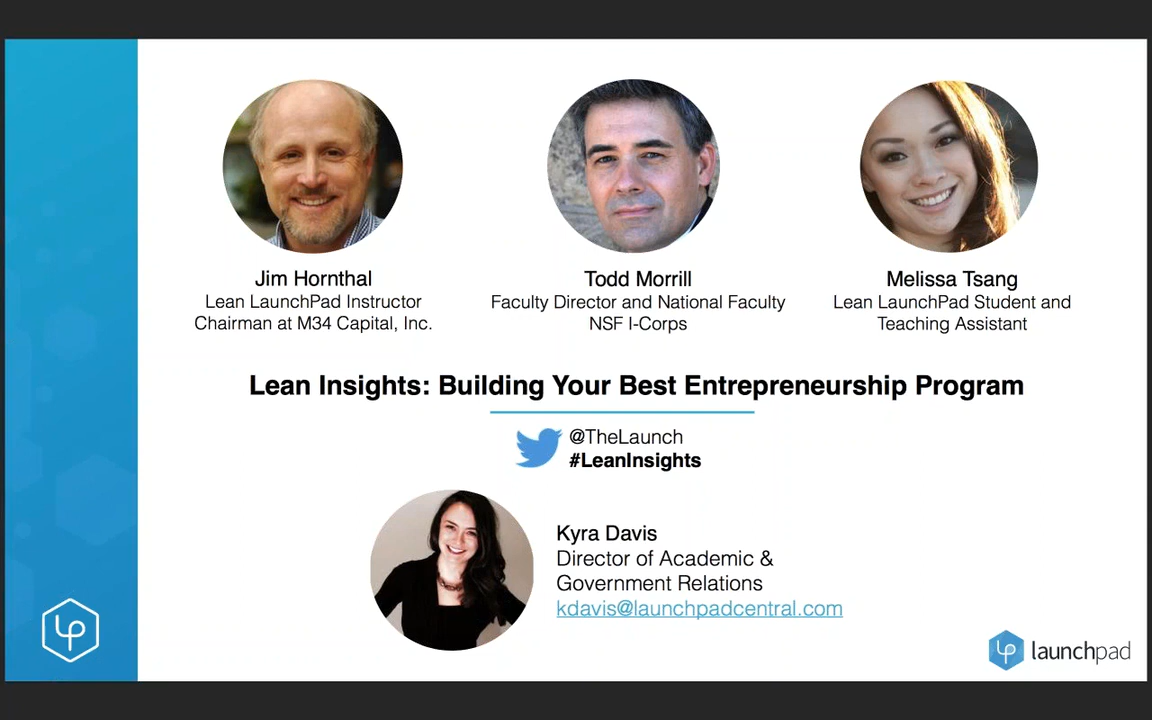 Jim Hornthal
Lean LaunchPad Instructor
Chairman at M34 Capital, Inc.
Todd Morrill
Faculty Director and National Faculty
NSF I-Corps
Melissa Tsang
Lean LaunchPad Student and
Teaching Assistant
Lean Insights: Building Your Best Entrepreneurship Program
@TheLaunch
#LeanInsights
Kyra Davis
Director of Academic &
Government Relations
kdavis@launchpadcentral.com
launchpad